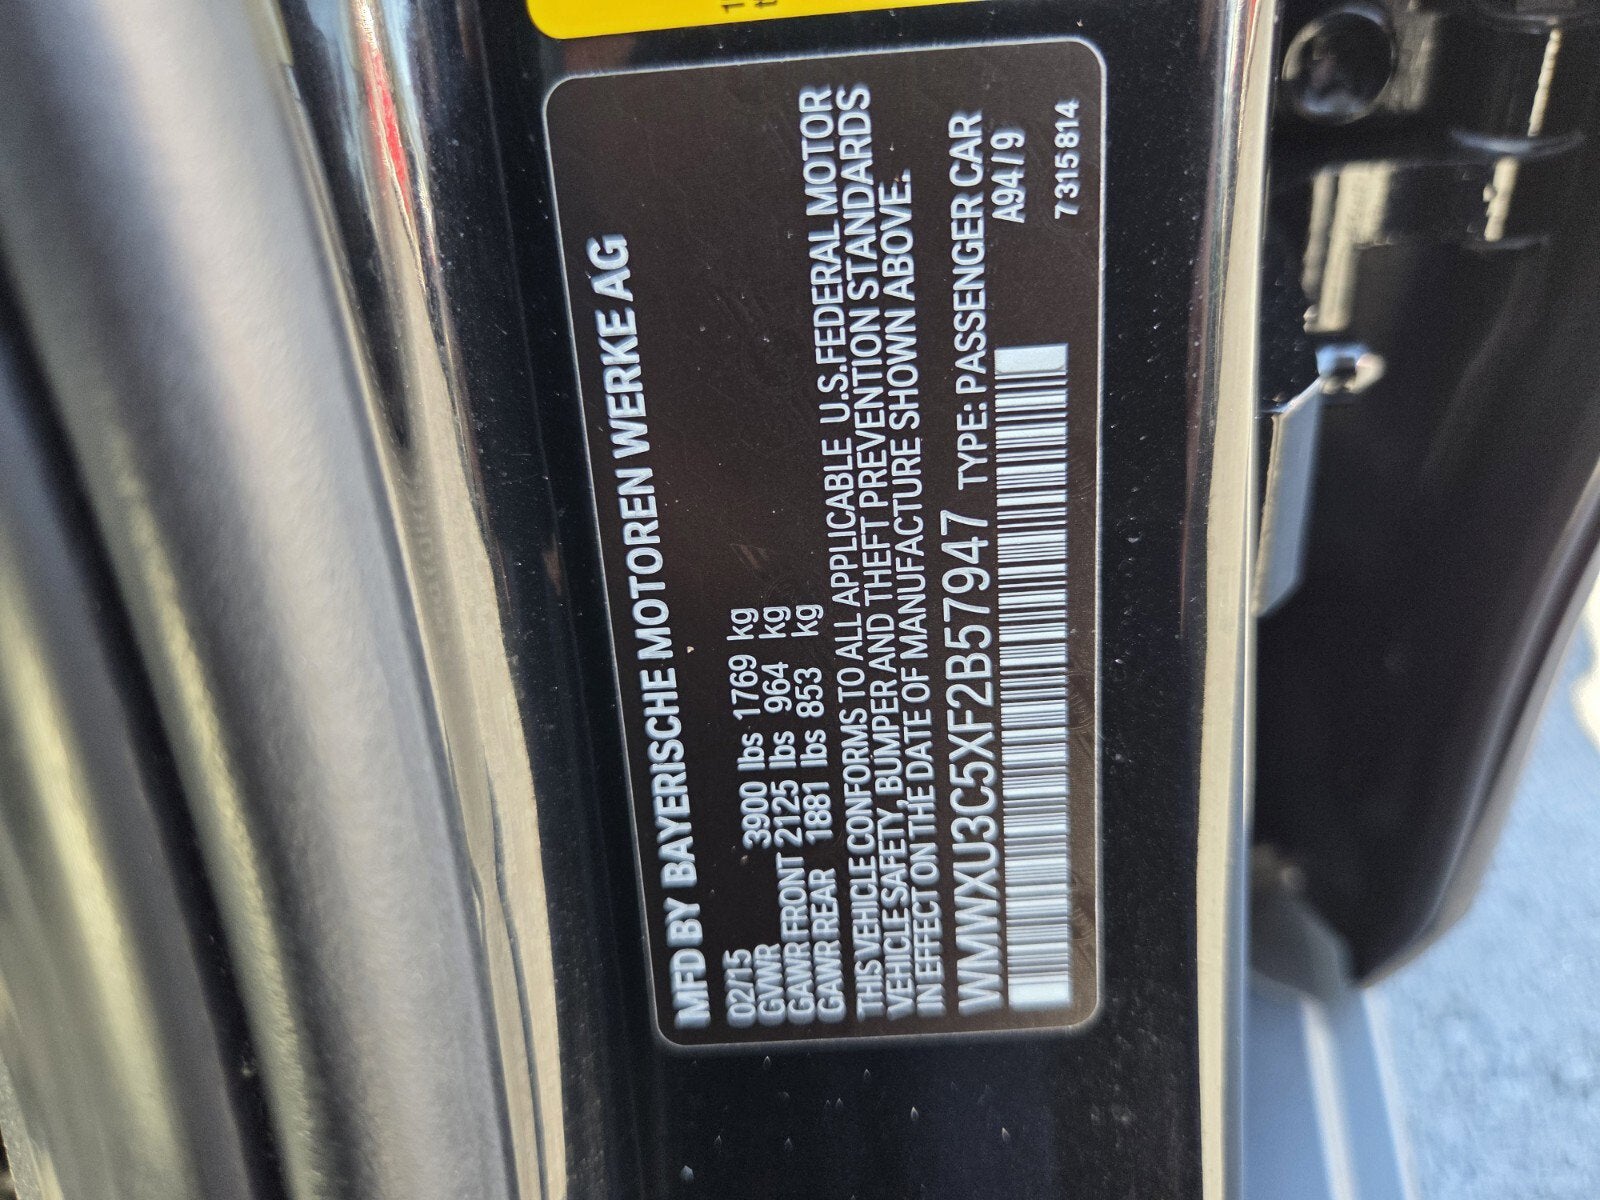 MFD BY BAYERISCHE MOTOREN WERKE AG
02/15
GVWR 3900 lbs 1769 kg
GAWR FRONT 2125 lbs 964 kg
GAWR REAR 1881 lbs 853 kg
THIS VEHICLE CONFORMS TO ALL APPLICABLE U.S.FEDERAL MOTOR
VEHICLE SAFETY, BUMPER AND THEFT PREVENTION STANDARDS
IN EFFECT ON THE DATE OF MANUFACTURE SHOWN ABOVE.
WMWXU3C5XF2B57947 TYPE: PASSENGER CAR
A94/9
7315814